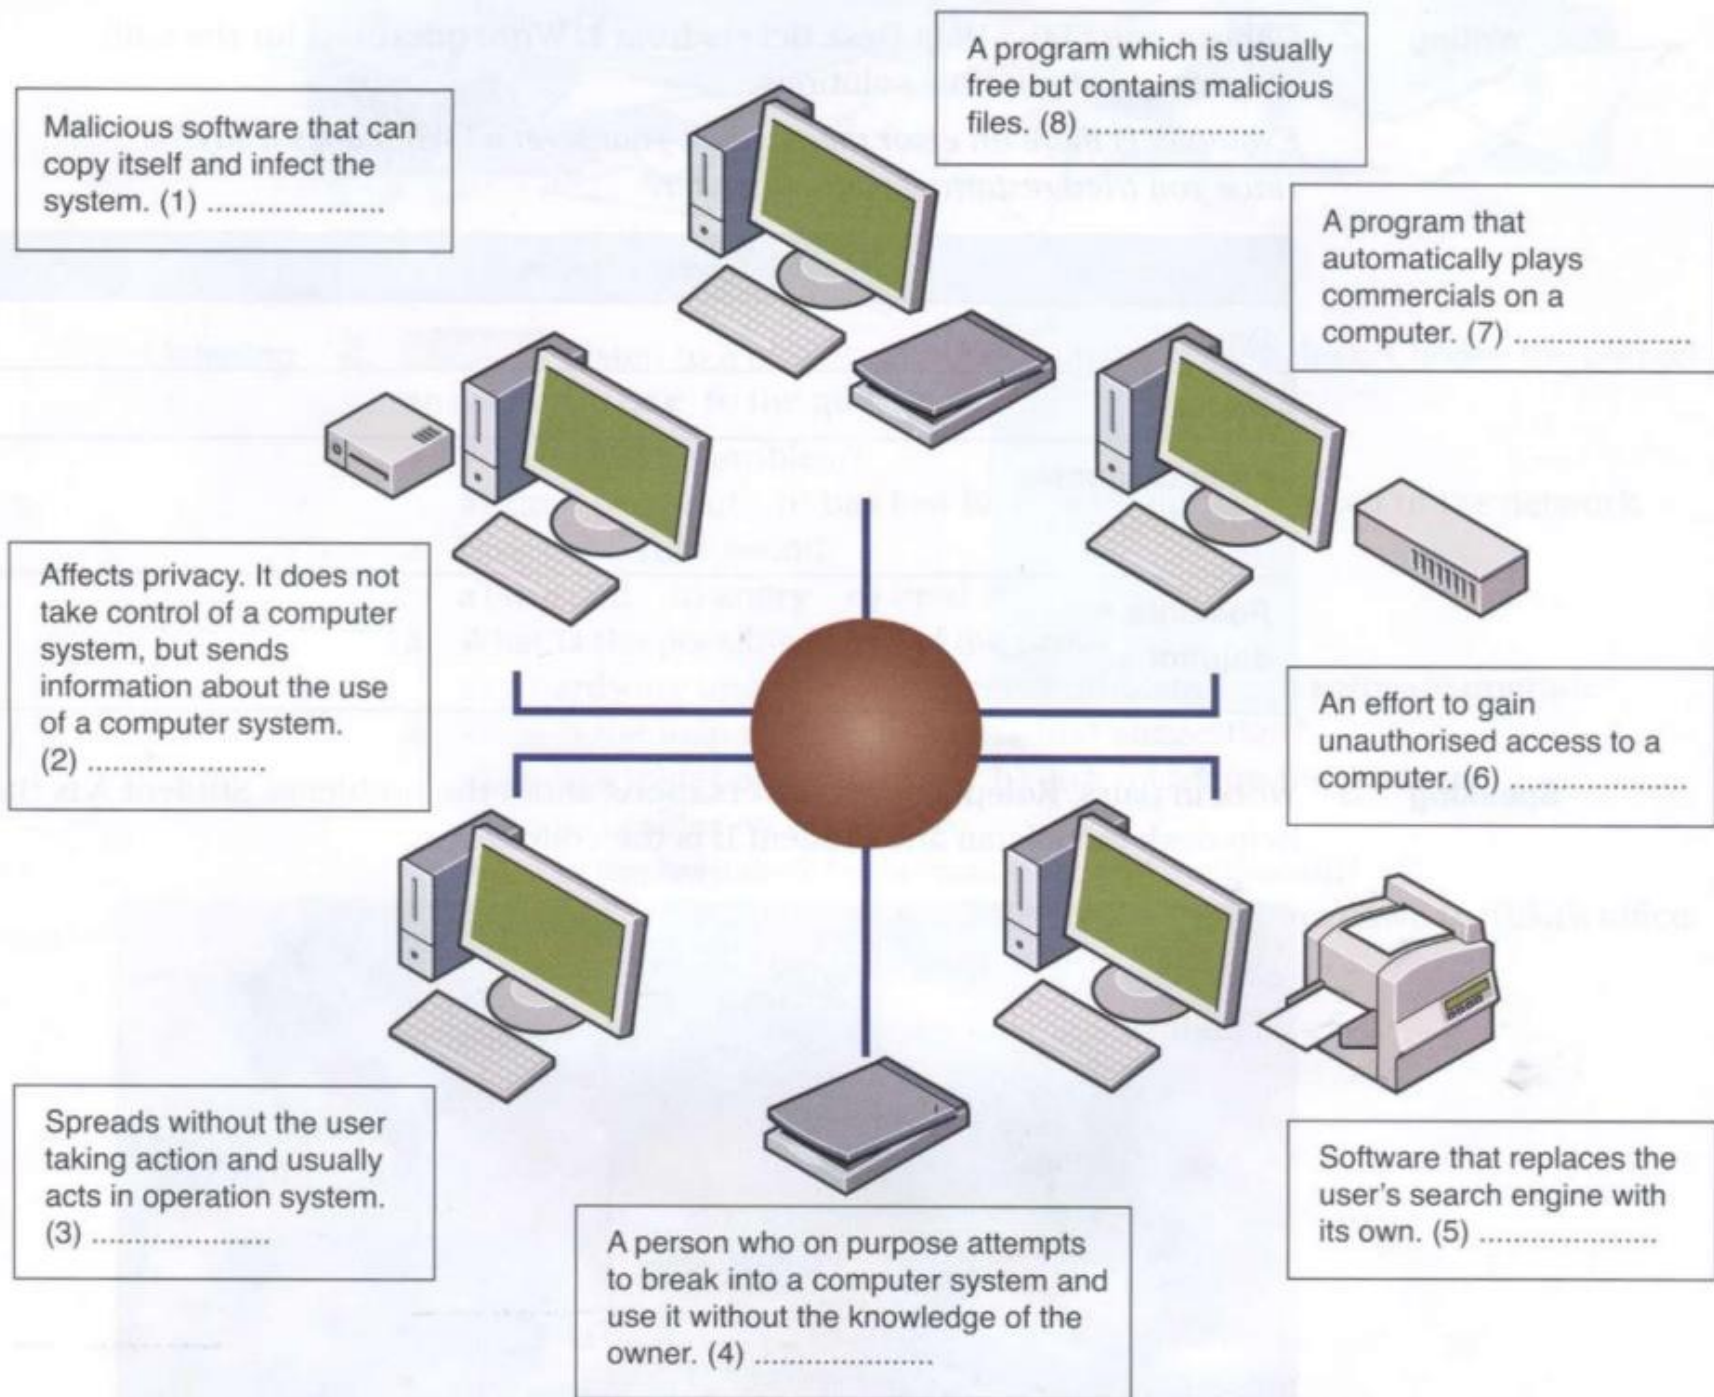 Malicious software that can
copy itself and infect the
system. (1) .....................
Affects privacy. It does not
take control of a computer
system, but sends
information about the use
of a computer system.
(2) .....................
Spreads without the user
taking action and usually
acts in operation system.
(3) .....................
A person who on purpose attempts
to break into a computer system and
use it without the knowledge of the
owner. (4) .....................
Software that replaces the
user's search engine with
its own. (5) .....................
An effort to gain
unauthorised access to a
computer. (6) .....................
A program that
automatically plays
commercials on a
computer. (7) .....................
A program which is usually
free but contains malicious
files. (8) .....................